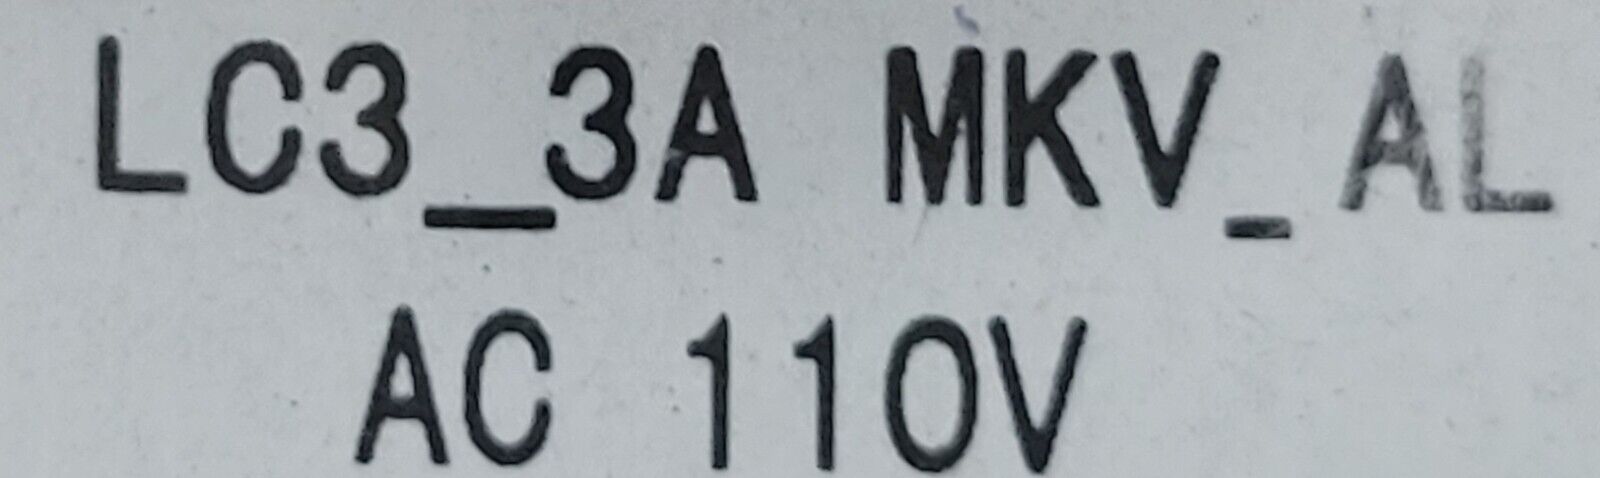 LC3_3A MKV_AL
AC 110V